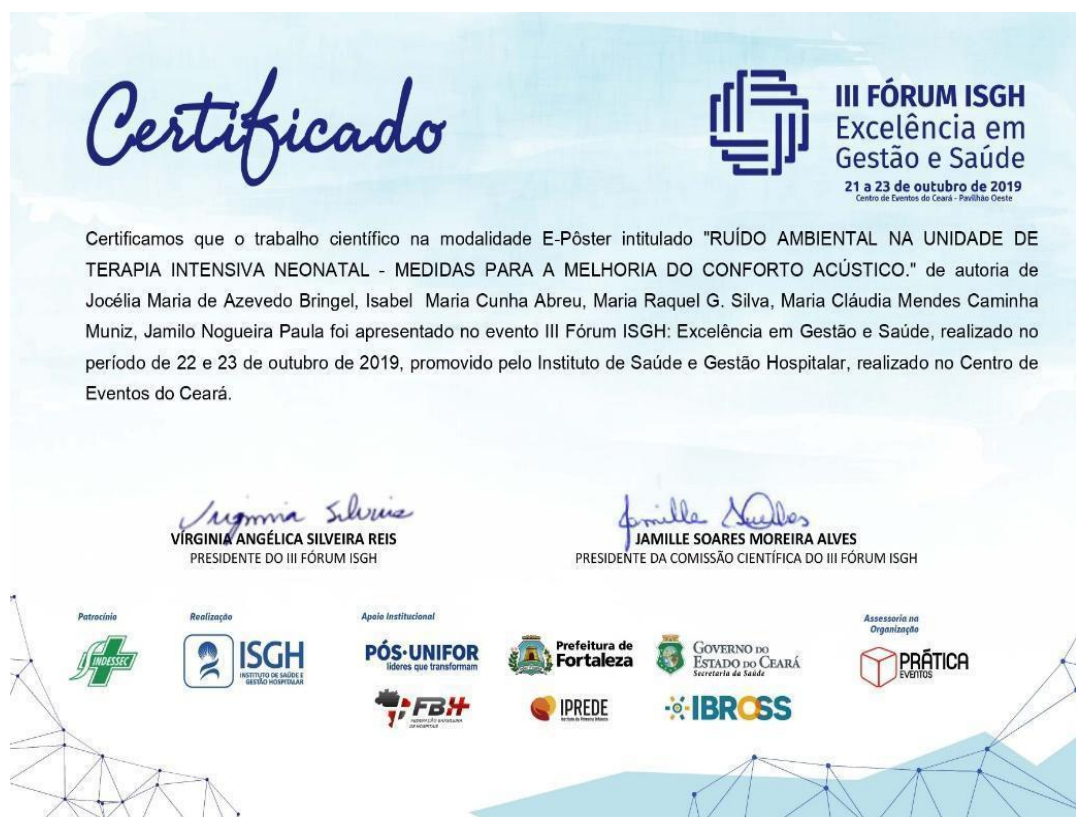 Certificado
III FÓRUM ISGH
Excelência em
Gestão e Saúde
21 a 23 de outubro de 2019
Centro de Eventos do Ceará - Pavilhão Oeste
Certificamos que o trabalho científico na modalidade E-Pôster intitulado "RUÍDO AMBIENTAL NA UNIDADE DE
TERAPIA INTENSIVA NEONATAL - MEDIDAS PARA A MELHORIA DO CONFORTO ACÚSTICO." de autoria de
Jocélia Maria de Azevedo Bringel, Isabel Maria Cunha Abreu, Maria Raquel G. Silva, Maria Cláudia Mendes Caminha
Muniz, Jamilo Nogueira Paula foi apresentado no evento III Fórum ISGH: Excelência em Gestão e Saúde, realizado no
período de 22 e 23 de outubro de 2019, promovido pelo Instituto de Saúde e Gestão Hospitalar, realizado no Centro de
Eventos do Ceará.
VÍRGINIA ANGÉLICA SILVEIRA REIS
PRESIDENTE DO III FÓRUM ISGH
JAMILLE SOARES MOREIRA ALVES
PRESIDENTE DA COMISSÃO CIENTÍFICA DO III FÓRUM ISGH
Patrocínio
INDESSEC
Realização
ISGH
INSTITUTO DE SAÚDE E
GESTÃO HOSPITALAR
Apoio Institucional
PÓS·UNIFOR
líderes que transformam
Prefeitura de
Fortaleza
GOVERNO DO
ESTADO DO CEARÁ
Secretaria da Saúde
FBH
FEDERAÇÃO BRASILEIRA
DE HOSPITAIS
IPREDE
IBROSS
Assessoria na
Organização
PRÁTICA
EVENTOS